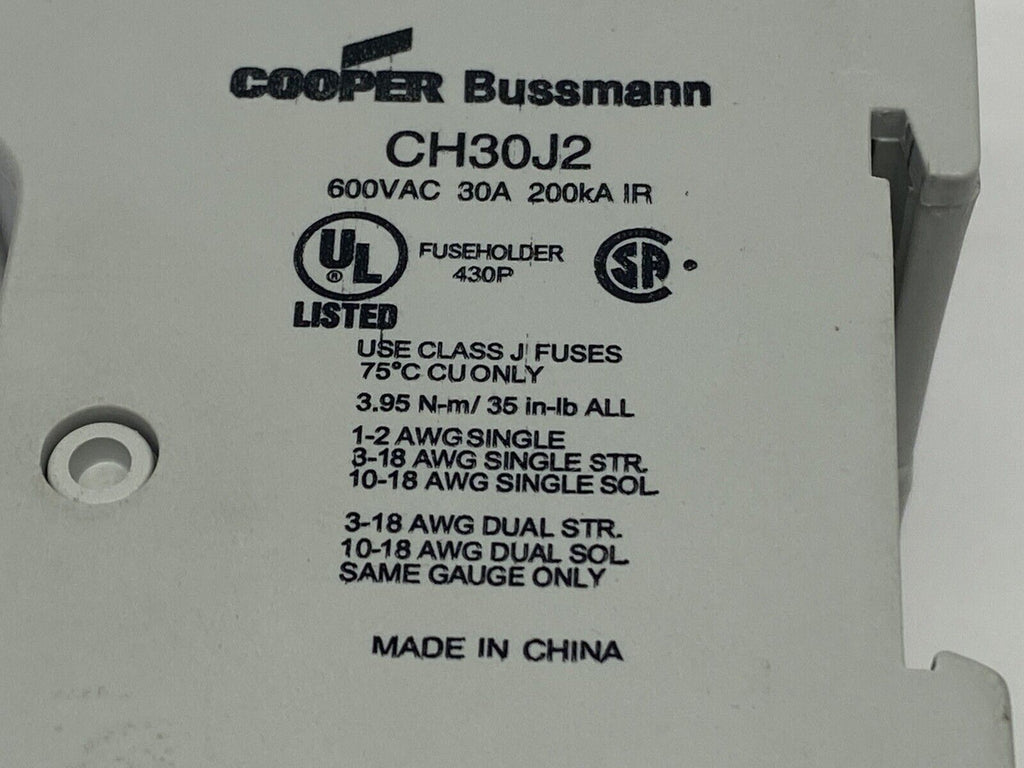 COOPER Bussmann
CH30J2
600VAC 30A 200kA IR
UL
®
LISTED
FUSEHOLDER
430P
SA
USE CLASS J FUSES
75°C CU ONLY
3.95 N-m/ 35 in-lb ALL
1-2 AWG SINGLE
3-18 AWG SINGLE STR.
10-18 AWG SINGLE SOL.
3-18 AWG DUAL STR.
10-18 AWG DUAL SOL.
SAME GAUGE ONLY
MADE IN CHINA